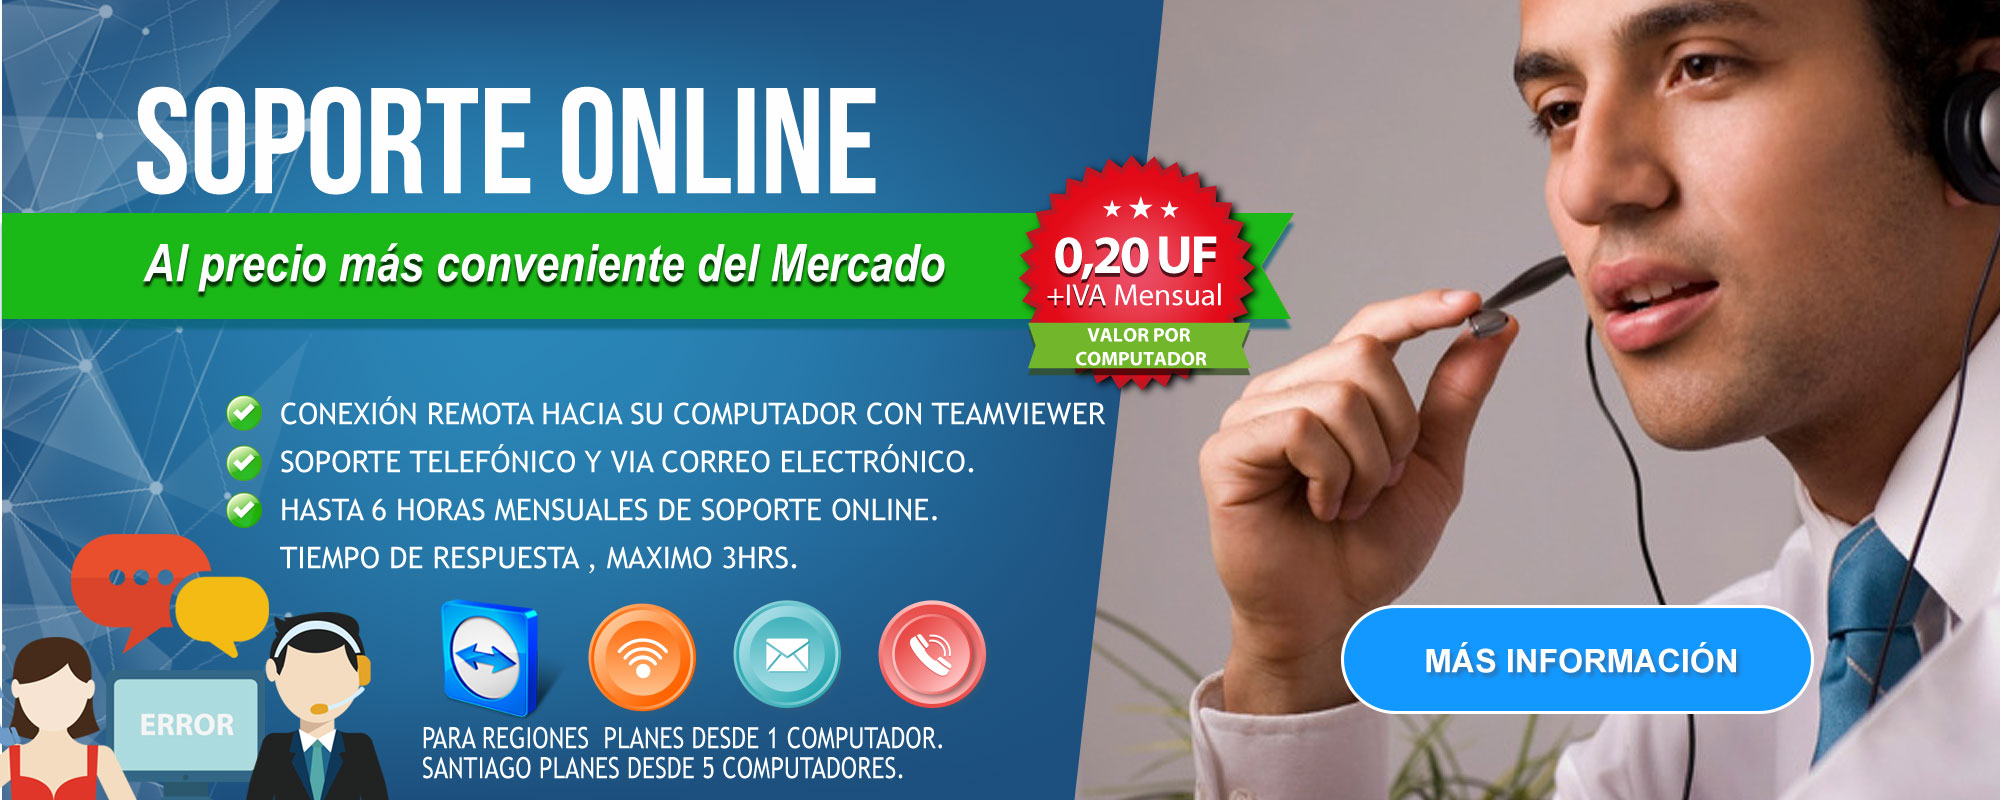 SOPORTE ONLINE
Al precio más conveniente del Mercado
0,20 UF
+IVA Mensual
VALOR POR
COMPUTADOR
CONEXIÓN REMOTA HACIA SU COMPUTADOR CON TEAMVIEWER
SOPORTE TELEFÓNICO Y VIA CORREO ELECTRÓNICO.
HASTA 6 HORAS MENSUALES DE SOPORTE ONLINE.
TIEMPO DE RESPUESTA , MAXIMO 3HRS.
ERROR
PARA REGIONES  PLANES DESDE 1 COMPUTADOR.
SANTIAGO PLANES DESDE 5 COMPUTADORES.
MÁS INFORMACIÓN